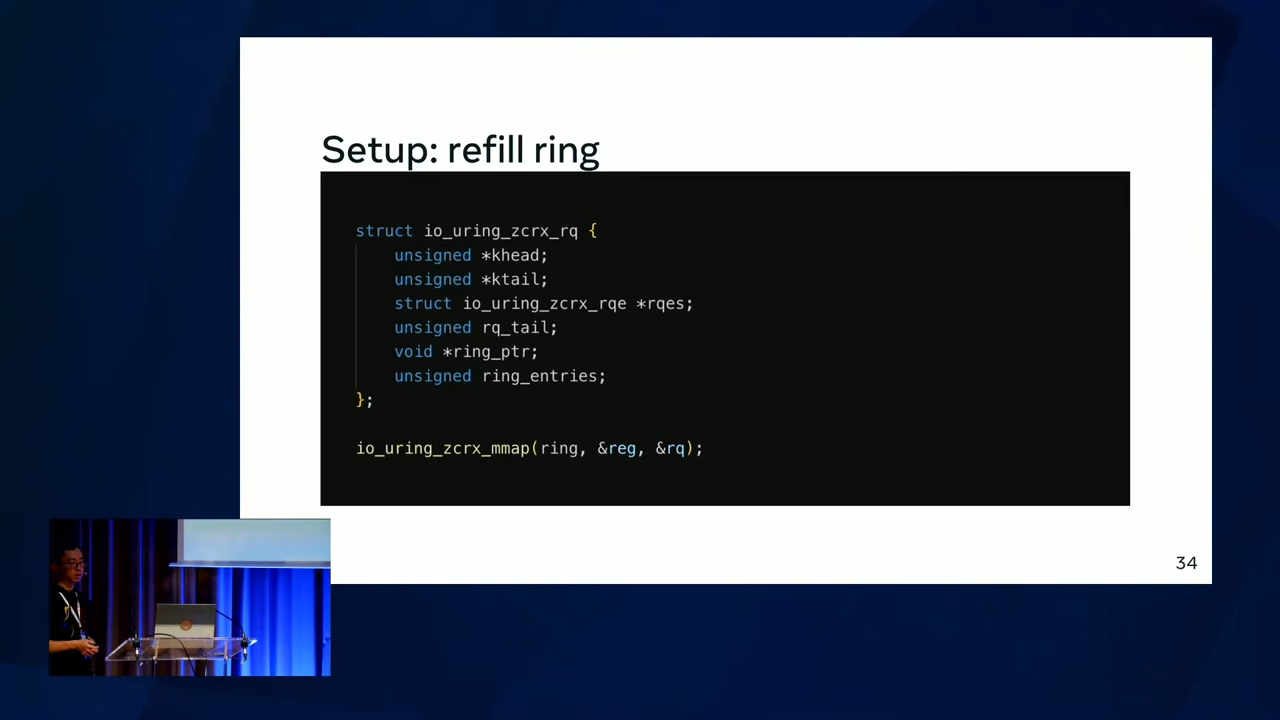 Setup: refill ring
struct io_uring_zcrx_rq {
    unsigned *khead;
    unsigned *ktail;
    struct io_uring_zcrx_rqe *rqes;
    unsigned rq_tail;
    void *ring_ptr;
    unsigned ring_entries;
};
io_uring_zcrx_mmap(ring, &reg, &rq);
34